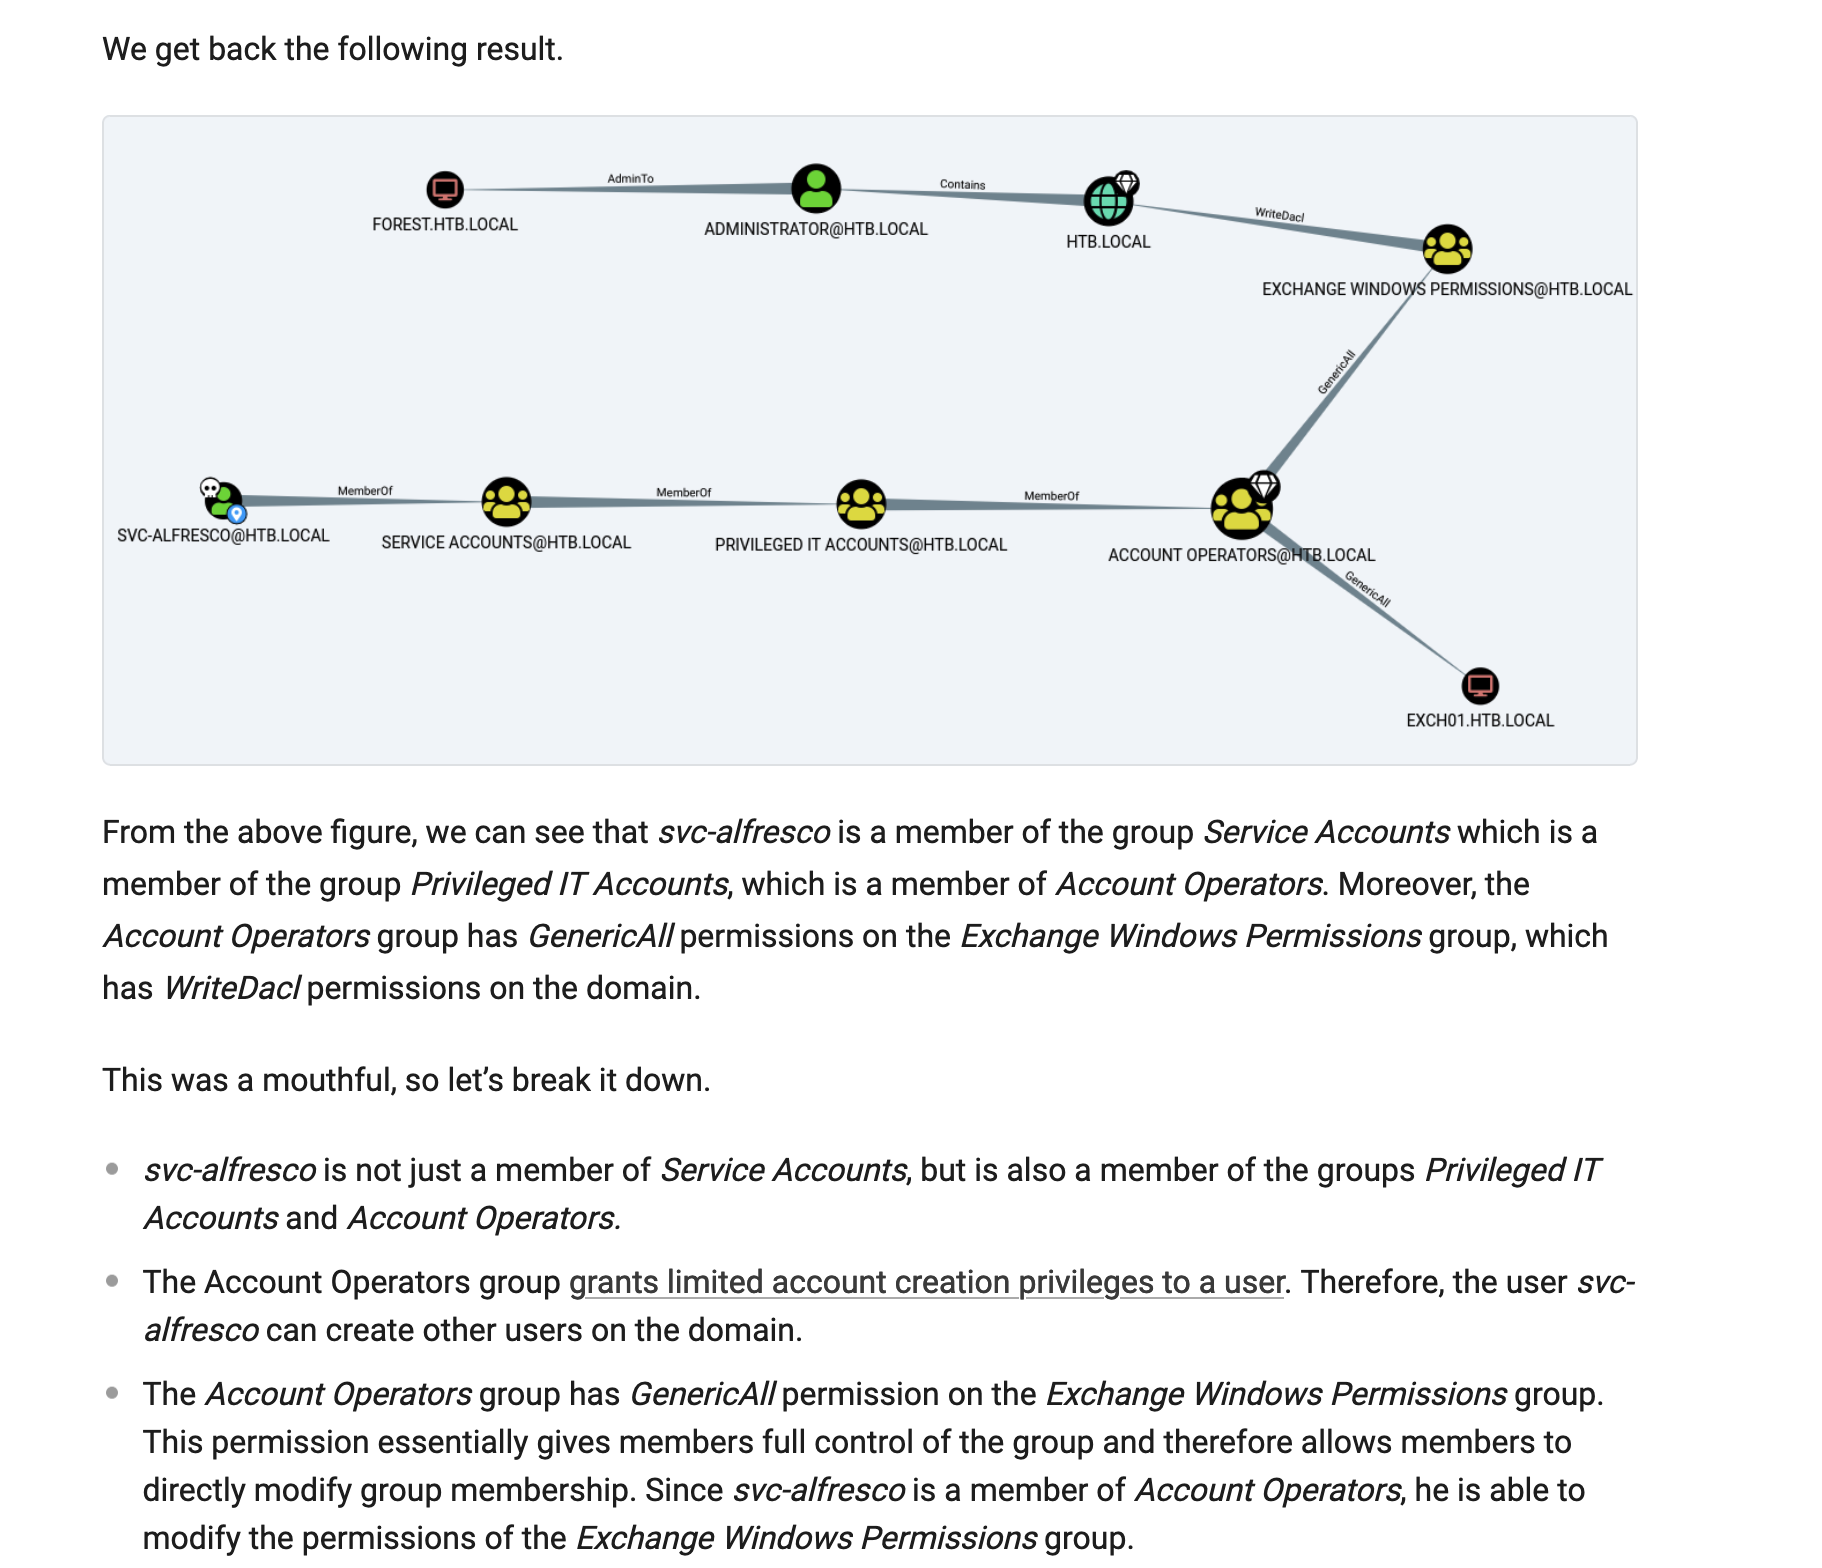 We get back the following result.
AdminTo
Contains
WriteDacl
FOREST.HTB.LOCAL
ADMINISTRATOR@HTB.LOCAL
HTB.LOCAL
EXCHANGE WINDOWS PERMISSIONS@HTB.LOCAL
GenericAll
MemberOf
MemberOf
MemberOf
SVC-ALFRESCO@HTB.LOCAL
SERVICE ACCOUNTS@HTB.LOCAL
PRIVILEGED IT ACCOUNTS@HTB.LOCAL
ACCOUNT OPERATORS@HTB.LOCAL
GenericAll
EXCH01.HTB.LOCAL
From the above figure, we can see that svc-alfresco is a member of the group Service Accounts which is a
member of the group Privileged IT Accounts, which is a member of Account Operators. Moreover, the
Account Operators group has GenericAll permissions on the Exchange Windows Permissions group, which
has WriteDacl permissions on the domain.
This was a mouthful, so let’s break it down.
svc-alfresco is not just a member of Service Accounts, but is also a member of the groups Privileged IT
Accounts and Account Operators.
The Account Operators group grants limited account creation privileges to a user. Therefore, the user svc-
alfresco can create other users on the domain.
The Account Operators group has GenericAll permission on the Exchange Windows Permissions group.
This permission essentially gives members full control of the group and therefore allows members to
directly modify group membership. Since svc-alfresco is a member of Account Operators, he is able to
modify the permissions of the Exchange Windows Permissions group.